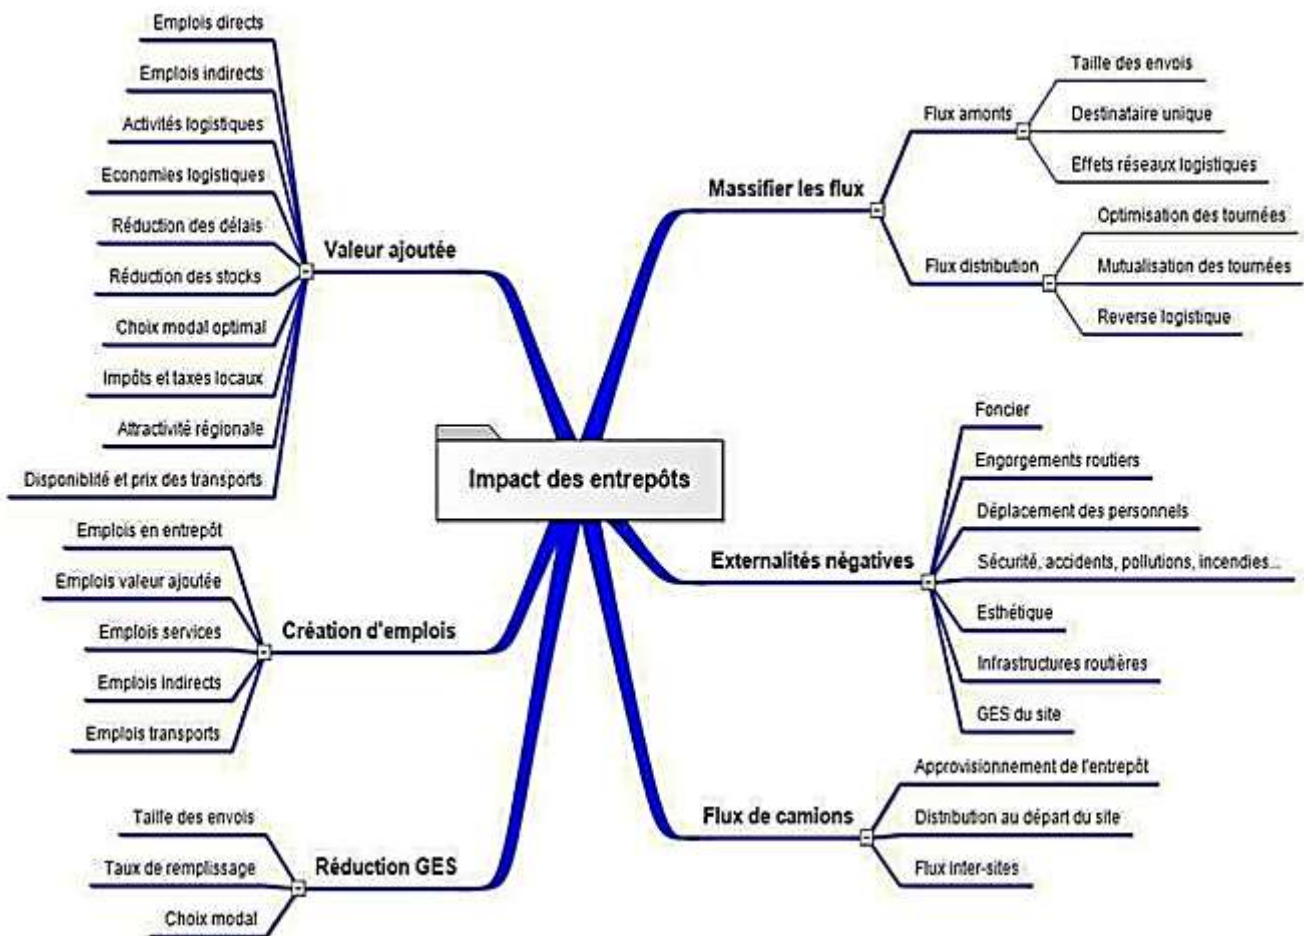 Impact des entrepôts
Massifier les flux
Flux amonts
Taille des envois
Destinataire unique
Effets réseaux logistiques
Flux distribution
Optimisation des tournées
Mutualisation des tournées
Reverse logistique
Externalités négatives
Foncier
Engorgements routiers
Déplacement des personnels
Sécurité, accidents, pollutions, incendies...
Esthétique
Infrastructures routières
GES du site
Flux de camions
Approvisionnement de l'entrepôt
Distribution au départ du site
Flux inter-sites
Valeur ajoutée
Emplois directs
Emplois indirects
Activités logistiques
Economies logistiques
Réduction des délais
Réduction des stocks
Choix modal optimal
Impôts et taxes locaux
Attractivité régionale
Disponiblité et prix des transports
Création d'emplois
Emplois en entrepôt
Emplois valeur ajoutée
Emplois services
Emplois indirects
Emplois transports
Réduction GES
Taille des envois
Taux de remplissage
Choix modal